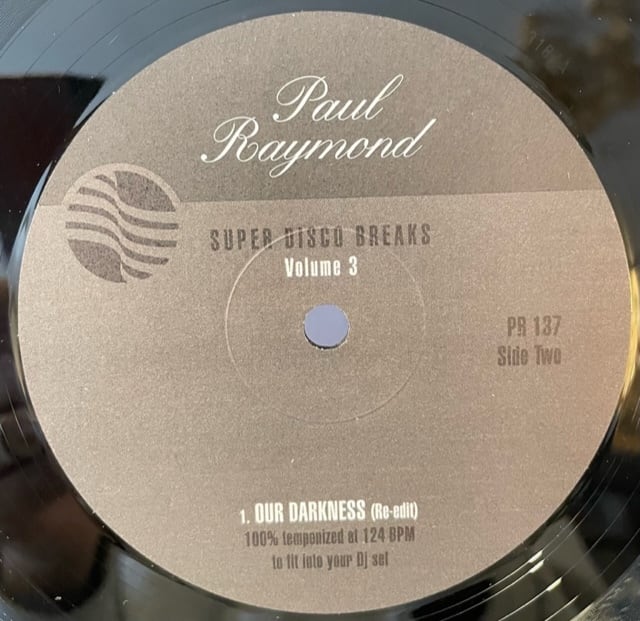 Paul
Raymond
SUPER DISCO BREAKS
Volume 3
PR 137
Side Two
1. OUR DARKNESS (Re-edit)
100% temponized at 124 BPM
to fit into your Dj set